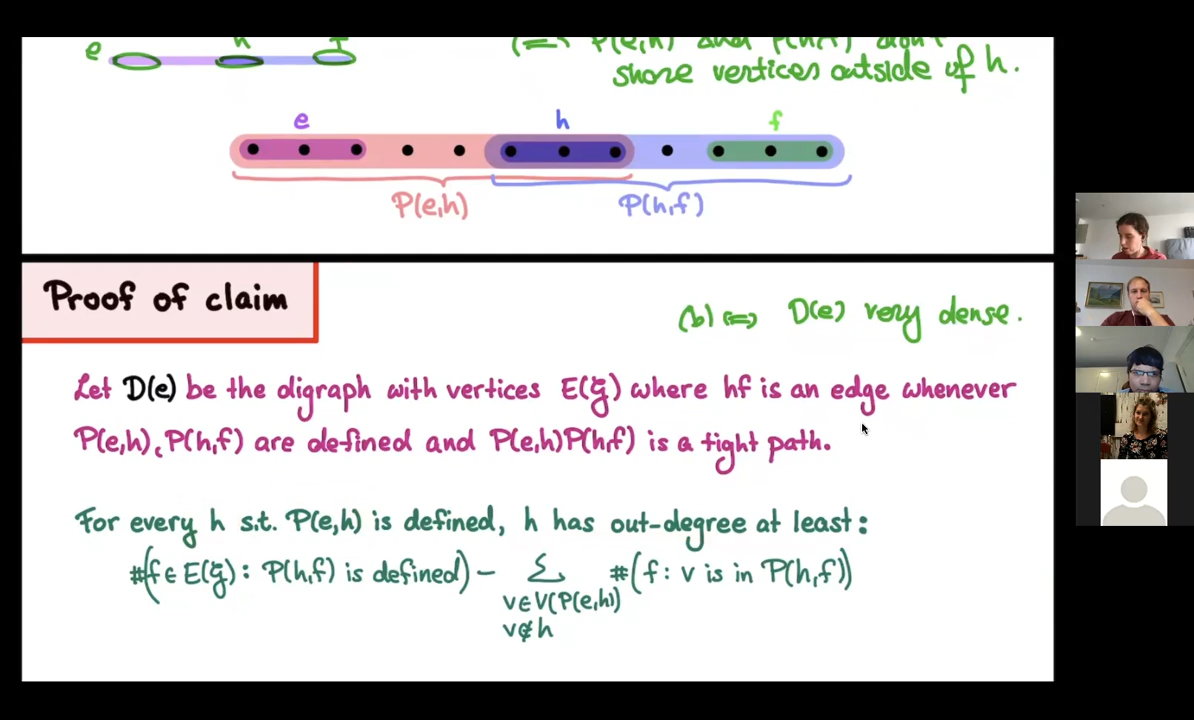 e
P(e,h) and P(h,f) don't
share vertices outside of h.
e h f
P(e,h) P(h,f)
Proof of claim
(b) ⟺ D(e) very dense.
Let D(e) be the digraph with vertices E(G) where hf is an edge whenever
P(e,h), P(h,f) are defined and P(e,h)P(h,f) is a tight path.
For every h s.t. P(e,h) is defined, h has out-degree at least:
#(f ∈ E(G): P(h,f) is defined) - Σ #(f: v is in P(h,f))
v∈V(P(e,h))
v∉h